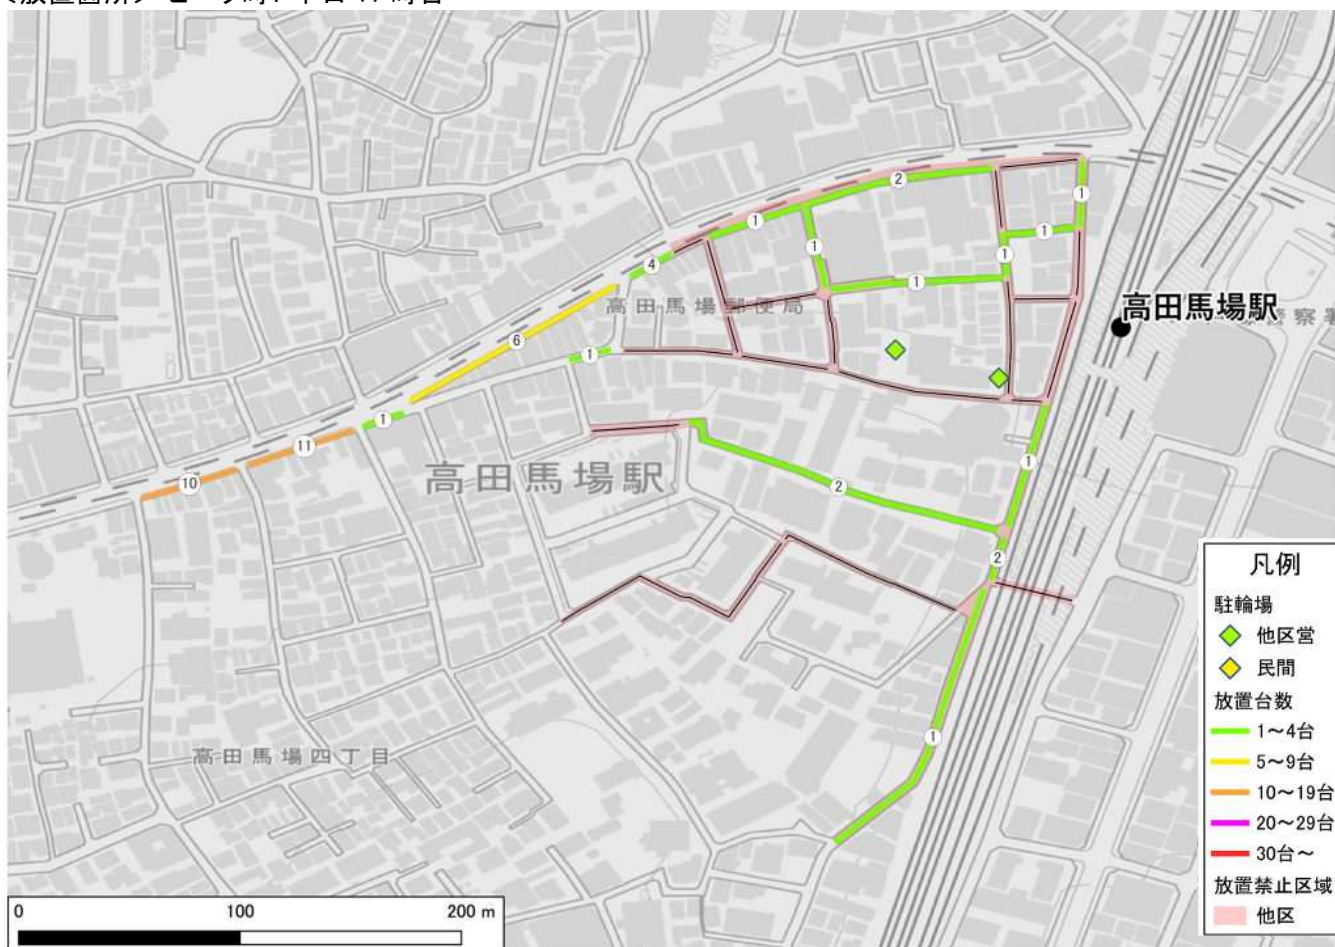 2
1
1
1
1
1
4
1
高田馬場駅
高田馬場郵便局
6
1
1
11
高田馬場駅
10
1
2
2
凡例
駐輪場
他区営
民間
放置台数
1～4台
5～9台
10～19台
20～29台
30台～
放置禁止区域
他区
1
高田馬場四丁目
0 100 200 m